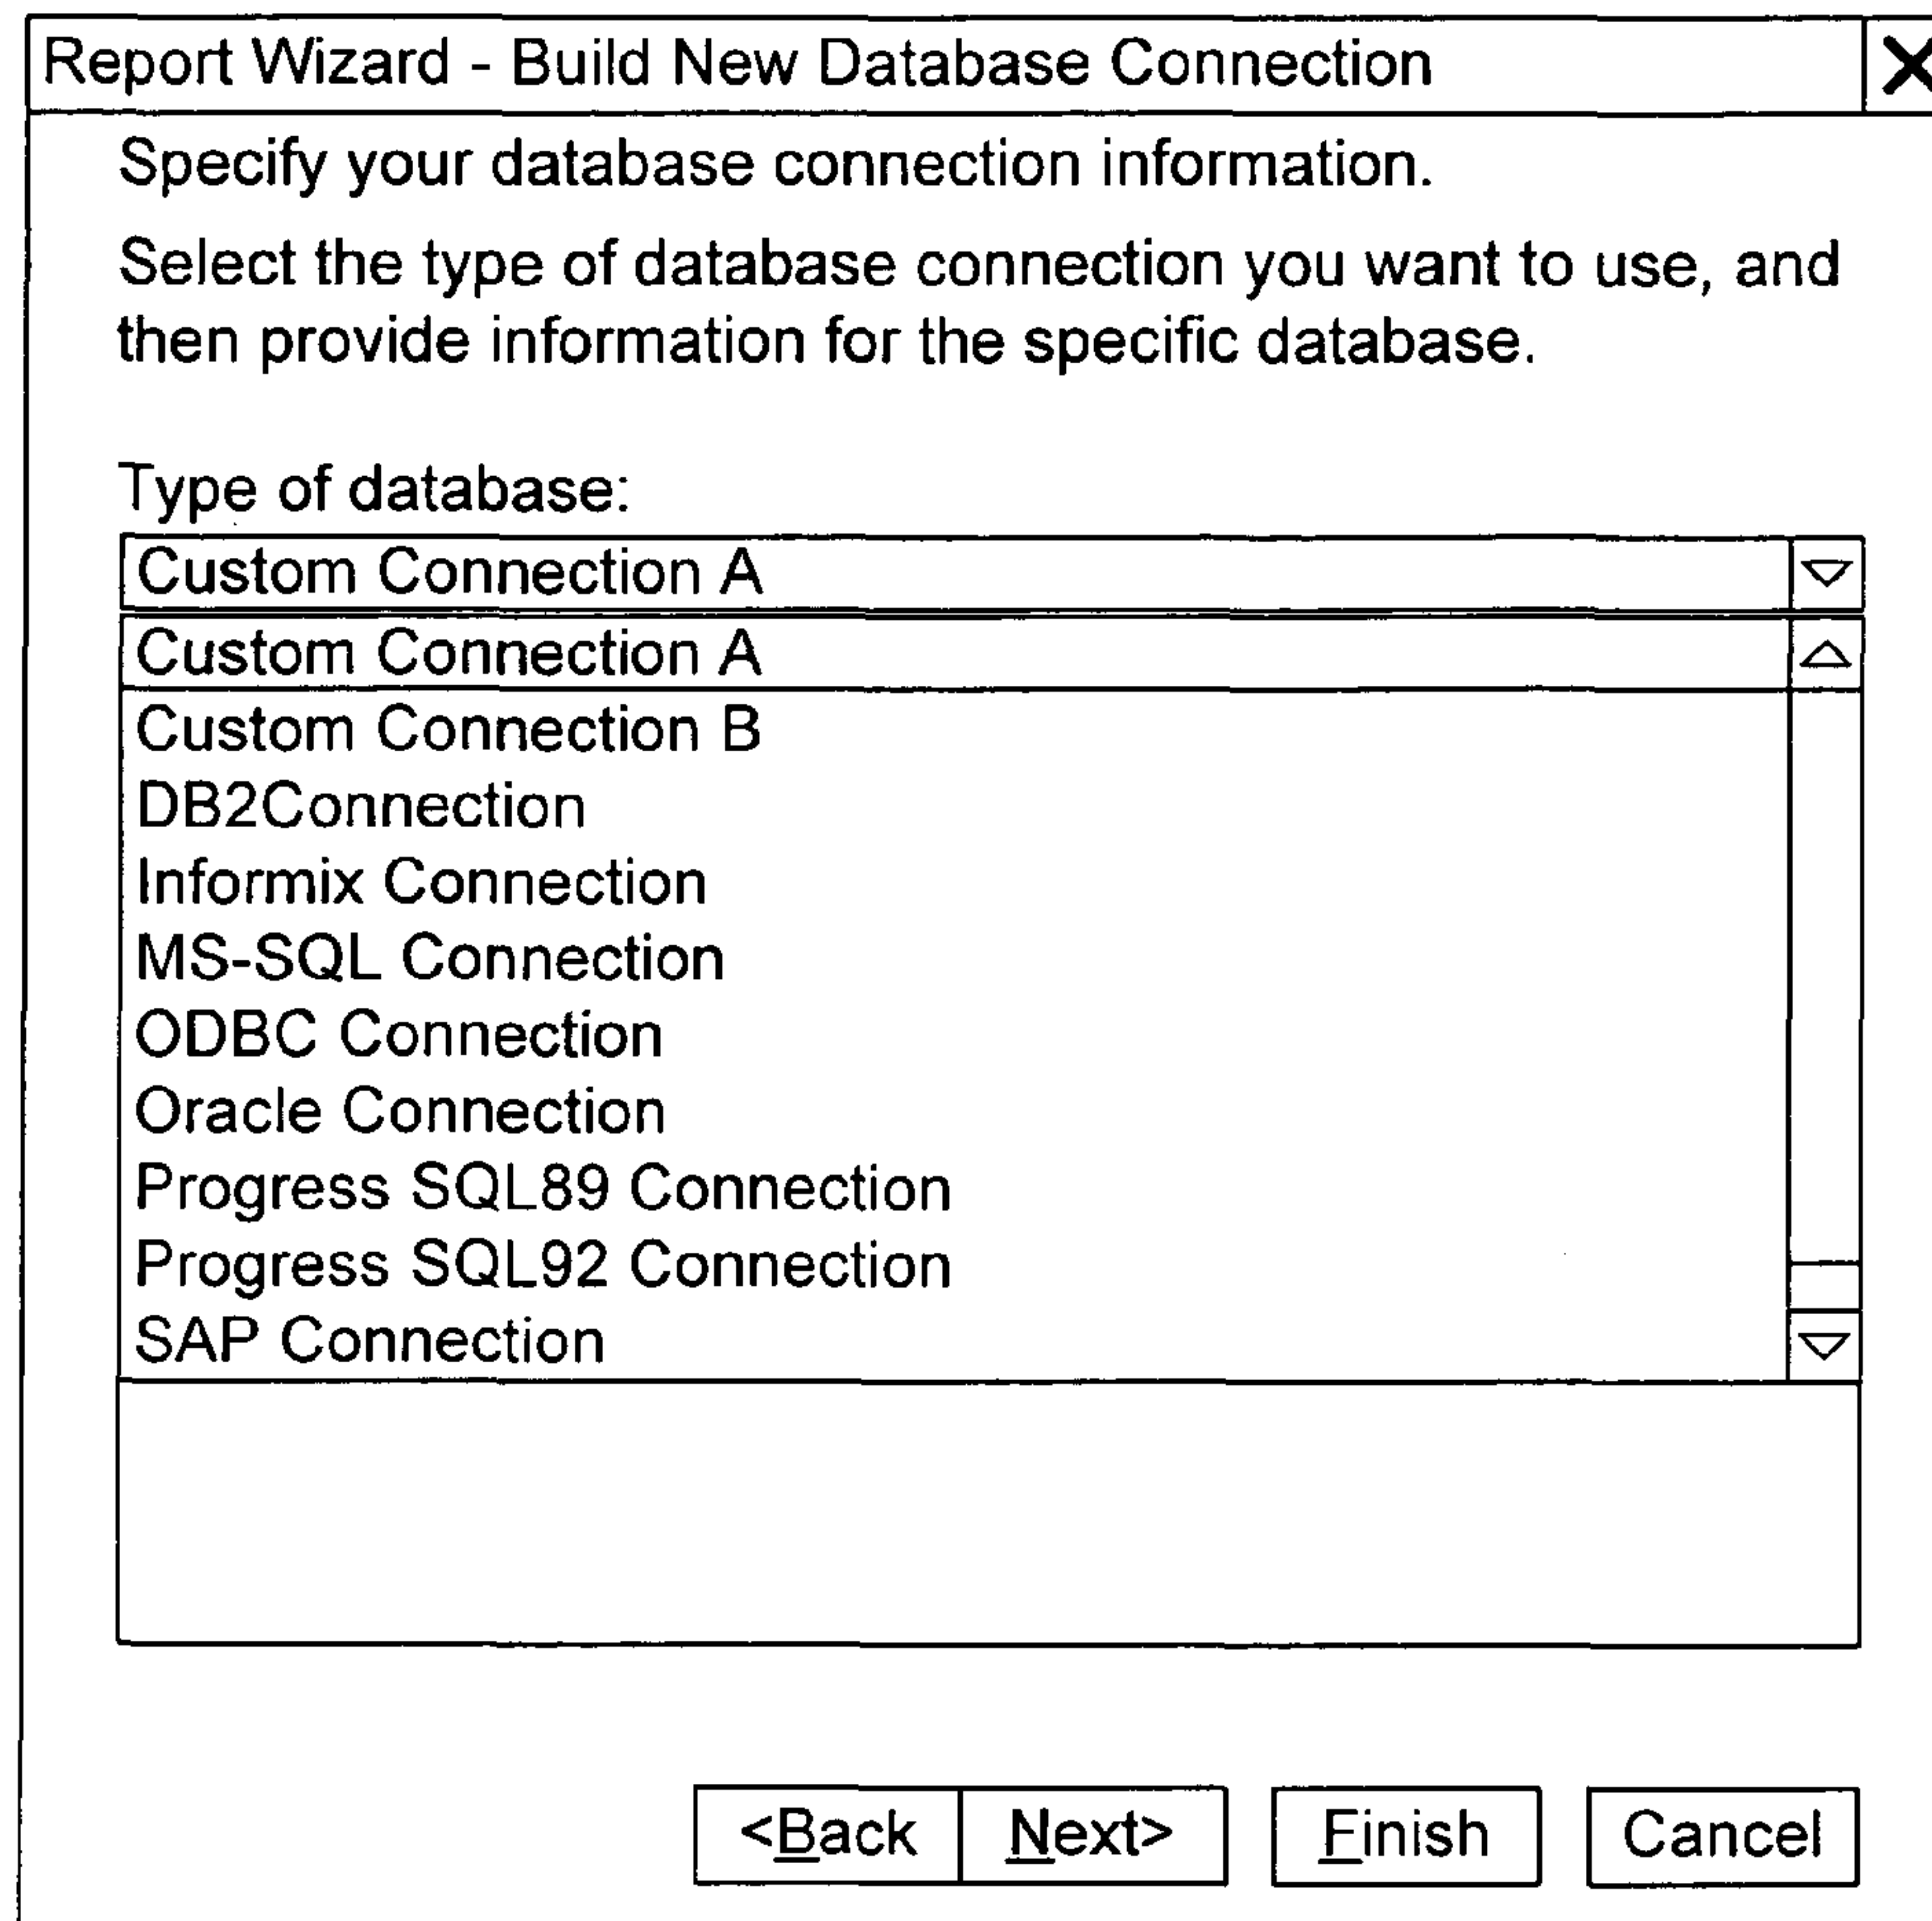 Report Wizard - Build New Database Connection X
Specify your database connection information.
Select the type of database connection you want to use, and
then provide information for the specific database.
Type of database:
Custom Connection A
Custom Connection A
Custom Connection B
DB2Connection
Informix Connection
MS-SQL Connection
ODBC Connection
Oracle Connection
Progress SQL89 Connection
Progress SQL92 Connection
SAP Connection
<Back Next> Finish Cancel